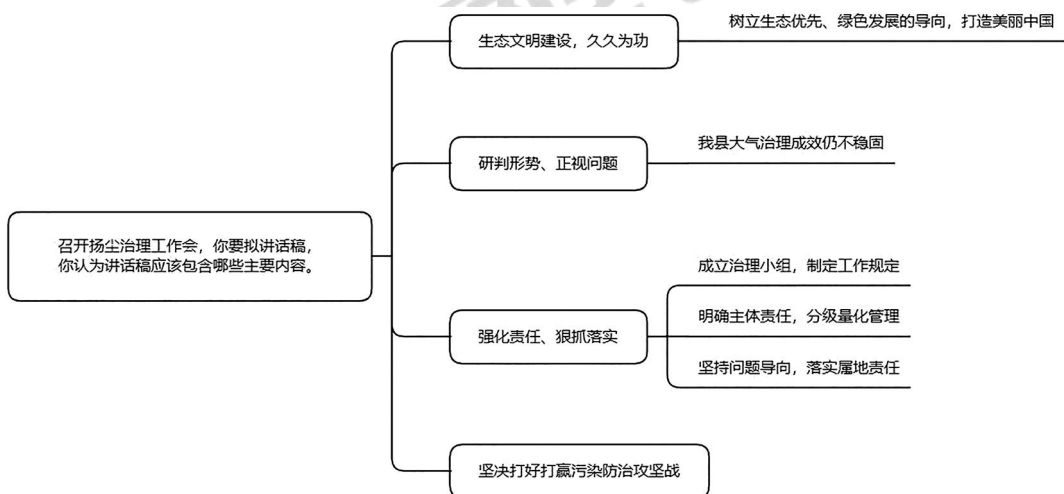 生态文明建设，久久为功
树立生态优先、绿色发展的导向，打造美丽中国
研判形势、正视问题
我县大气治理成效仍不稳固
召开扬尘治理工作会，你要拟讲话稿，
你认为讲话稿应该包含哪些主要内容。
强化责任、狠抓落实
成立治理小组，制定工作规定
明确主体责任，分级量化管理
坚持问题导向，落实属地责任
坚决打好打赢污染防治攻坚战